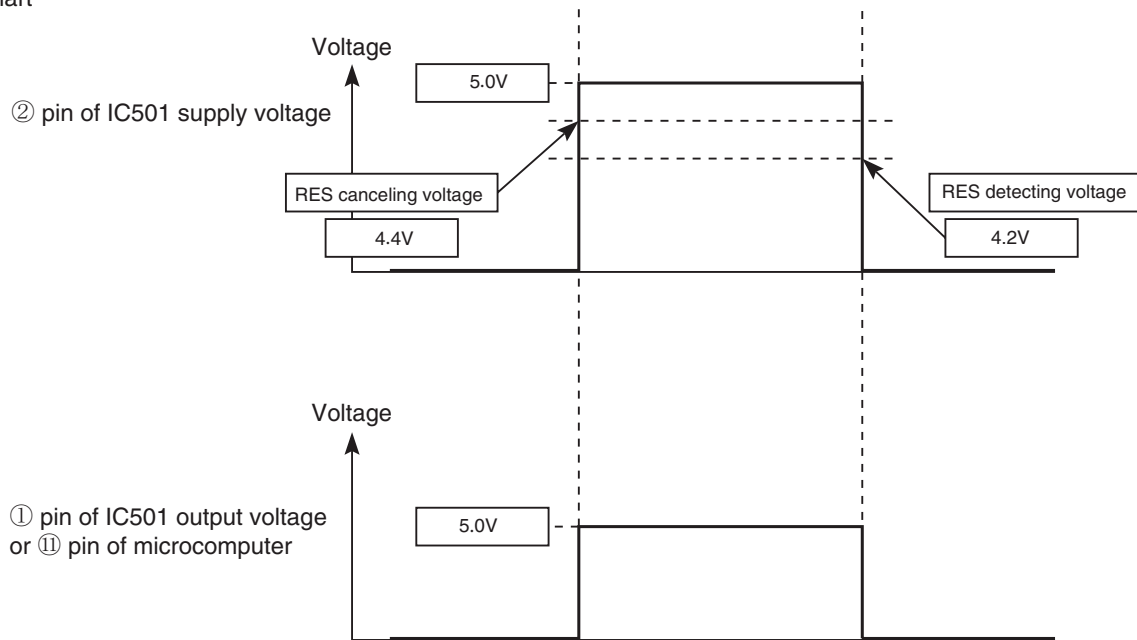 Voltage
5.0V
② pin of IC501 supply voltage
RES canceling voltage
4.4V
RES detecting voltage
4.2V
Voltage
① pin of IC501 output voltage
or ⑪ pin of microcomputer
5.0V